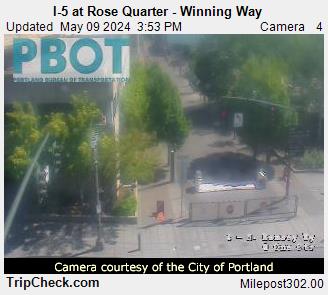 I-5 at Rose Quarter - Winning Way
Updated May 09 2024 3:53 PM Camera 4
PBOT
PORTLAND BUREAU OF TRANSPORTATION
Camera courtesy of the City of Portland
TripCheck.com Milepost302.00